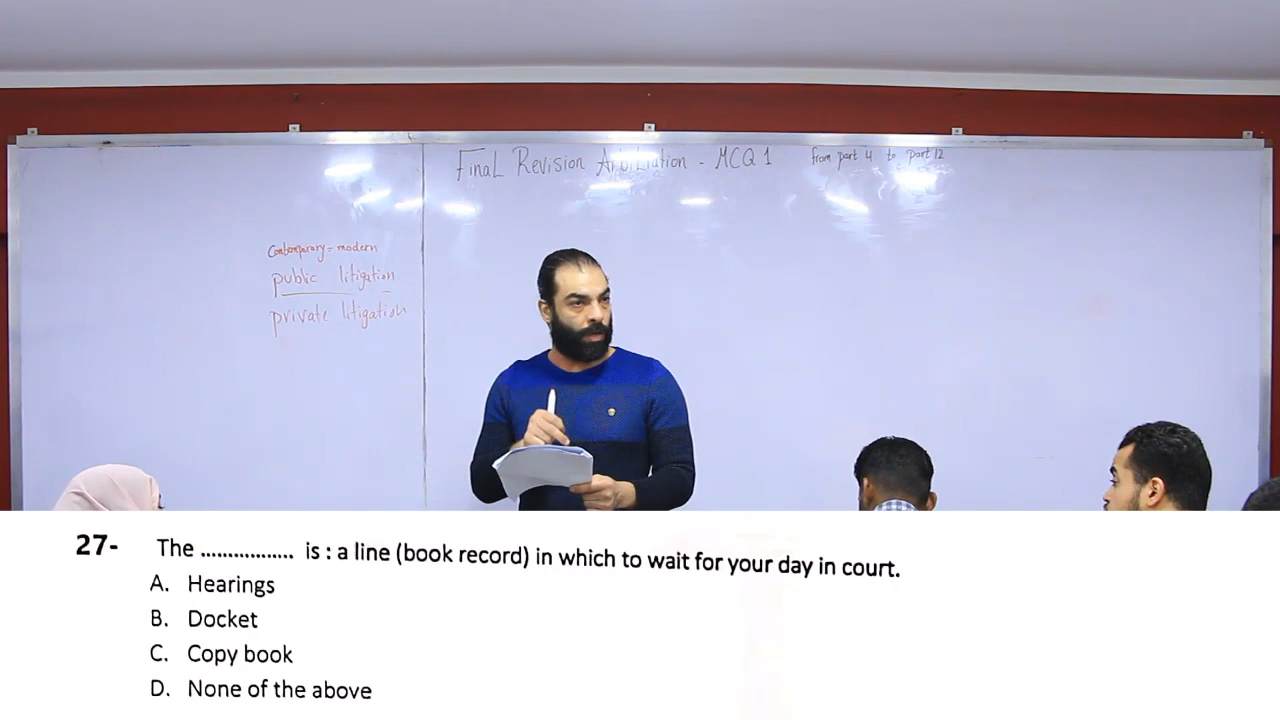 Final Revision Arbitration - MCQ 1 from part 4 to part 12
Contemporary = modern
public litigation
private litigation
27- The ................. is : a line (book record) in which to wait for your day in court.
A. Hearings
B. Docket
C. Copy book
D. None of the above